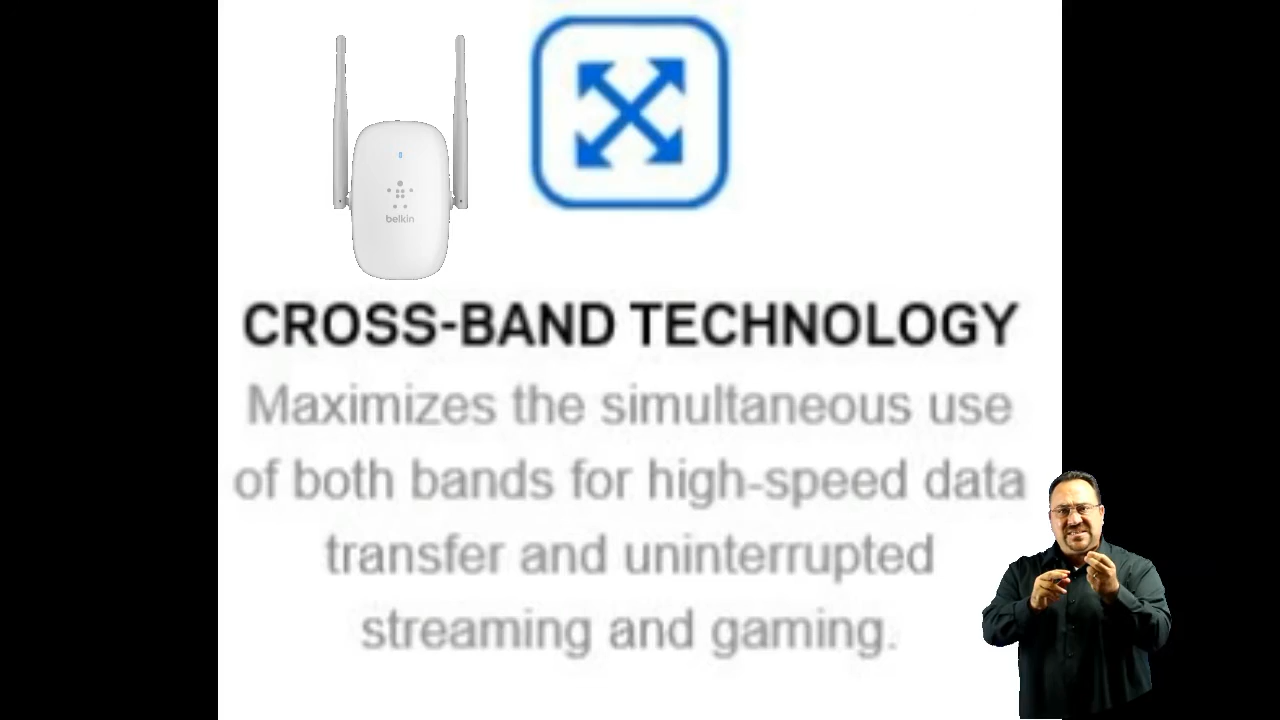 belkin
CROSS-BAND TECHNOLOGY
Maximizes the simultaneous use
of both bands for high-speed data
transfer and uninterrupted
streaming and gaming.